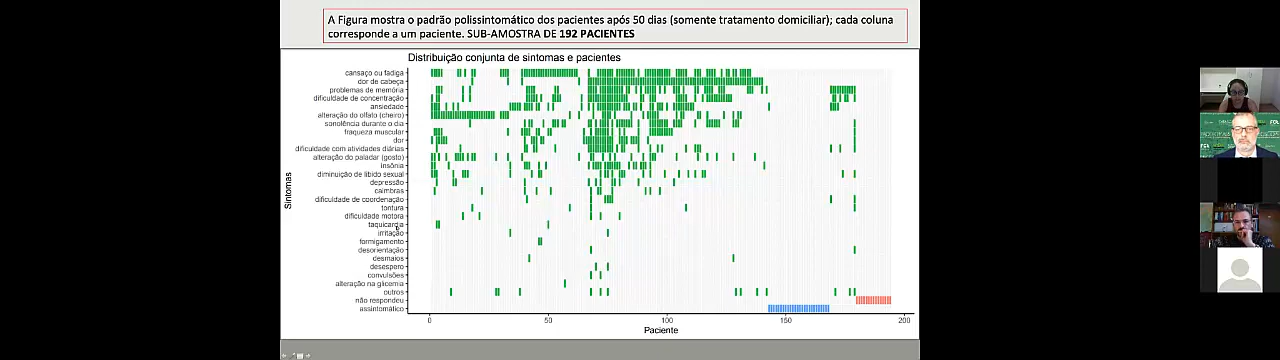 A Figura mostra o padrão polissintomático dos pacientes após 50 dias (somente tratamento domiciliar); cada coluna
corresponde a um paciente. SUB-AMOSTRA DE 192 PACIENTES
Distribuição conjunta de sintomas e pacientes
Sintomas
cansaço ou fadiga
dor de cabeça
problemas de memória
dificuldade de concentração
ansiedade
alteração do olfato (cheiro)
sonolência durante o dia
fraqueza muscular
dor
dificuldade com atividades diárias
alteração do paladar (gosto)
insônia
diminuição de libido sexual
depressão
caimbras
dificuldade de coordenação
tontura
dificuldade motora
taquicardia
irritação
formigamento
desorientação
desmaios
desespero
convulsões
alteração na glicemia
outros
não respondeu
assintomático
0 50 100 150 200
Paciente